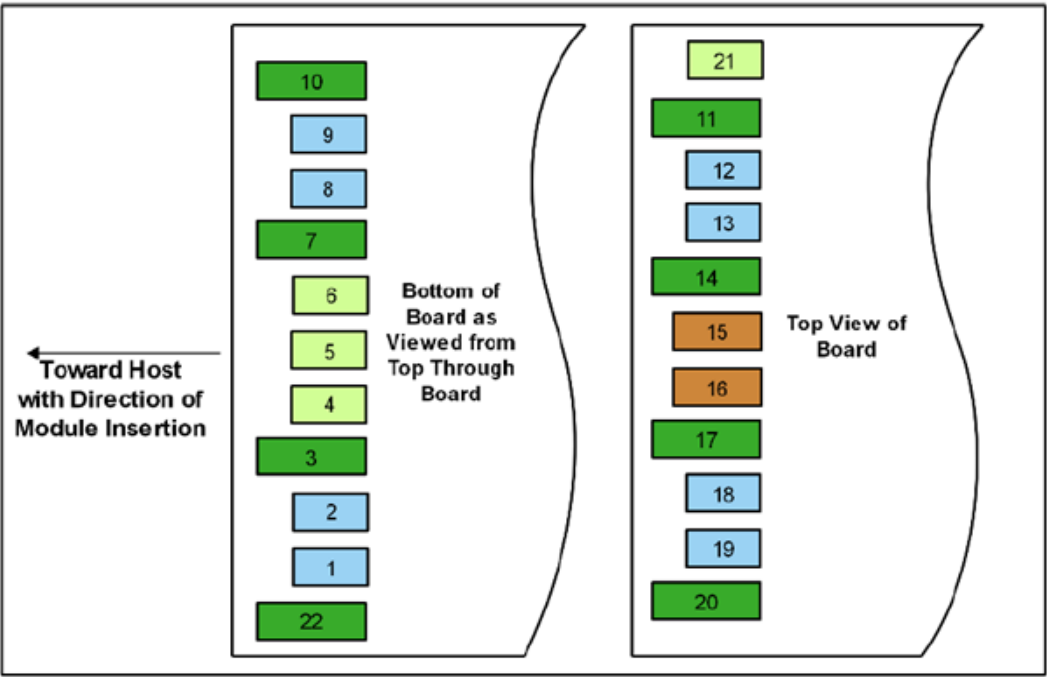 10
9
8
7
6
5
4
3
2
1
22
Bottom of
Board as
Viewed from
Top Through
Board
Toward Host
with Direction of
Module Insertion
21
11
12
13
14
15
16
17
18
19
20
Top View of
Board